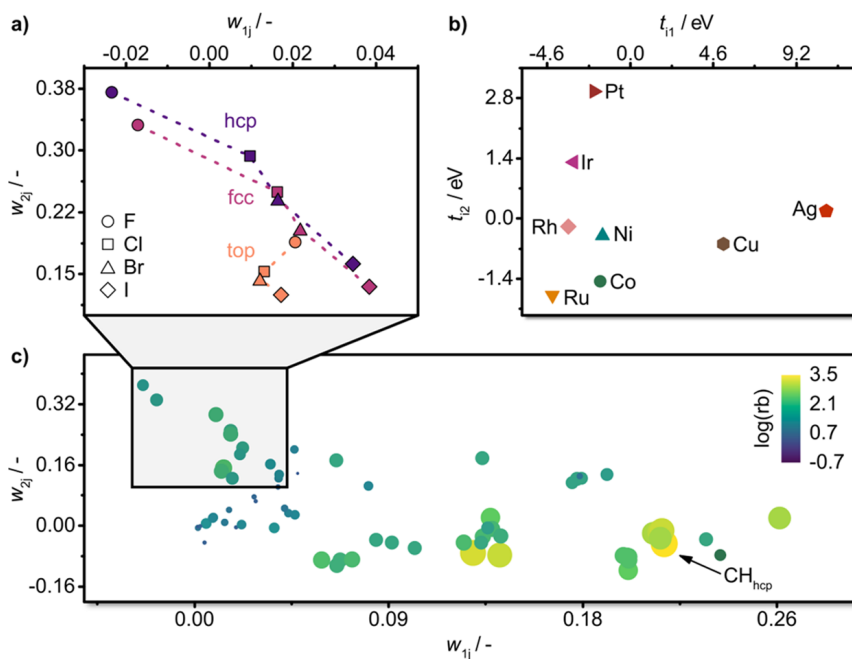 a)
w1j / -
-0.02 0.00 0.02 0.04
w2j / -
0.38
0.30
0.22
0.15
hcp
fcc
top
F
Cl
Br
I
b)
ti1 / eV
-4.6 0.0 4.6 9.2
ti2 / eV
2.8
1.4
0.0
-1.4
Pt
Ir
Ag
Rh
Ni
Cu
Co
Ru
c)
w2j / -
0.32
0.16
0.00
-0.16
log(rb)
3.5
2.1
0.7
-0.7
CHhcp
0.00 0.09 0.18 0.26
w1j / -